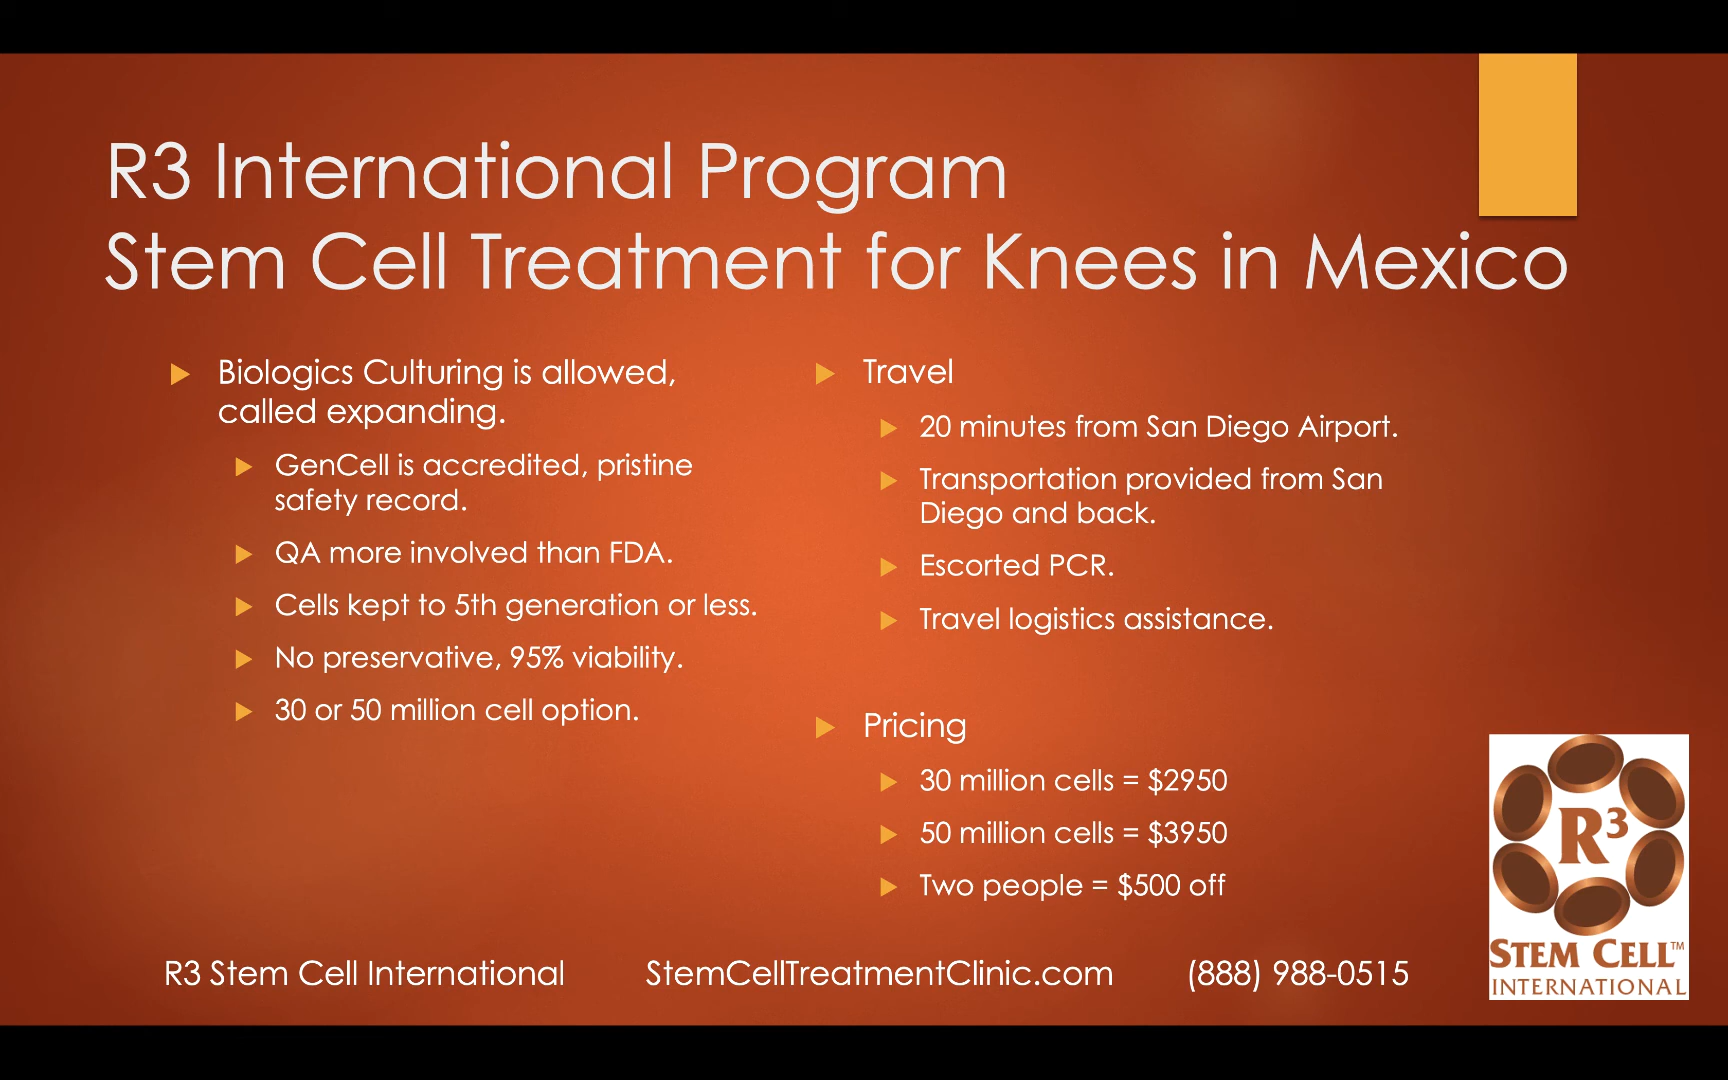 R3 International Program
Stem Cell Treatment for Knees in Mexico
Biologics Culturing is allowed,
called expanding.
GenCell is accredited, pristine
safety record.
QA more involved than FDA.
Cells kept to 5th generation or less.
No preservative, 95% viability.
30 or 50 million cell option.
Travel
20 minutes from San Diego Airport.
Transportation provided from San
Diego and back.
Escorted PCR.
Travel logistics assistance.
Pricing
30 million cells = $2950
50 million cells = $3950
Two people = $500 off
R3 Stem Cell International StemCellTreatmentClinic.com (888) 988-0515
R3
STEM CELL™
INTERNATIONAL